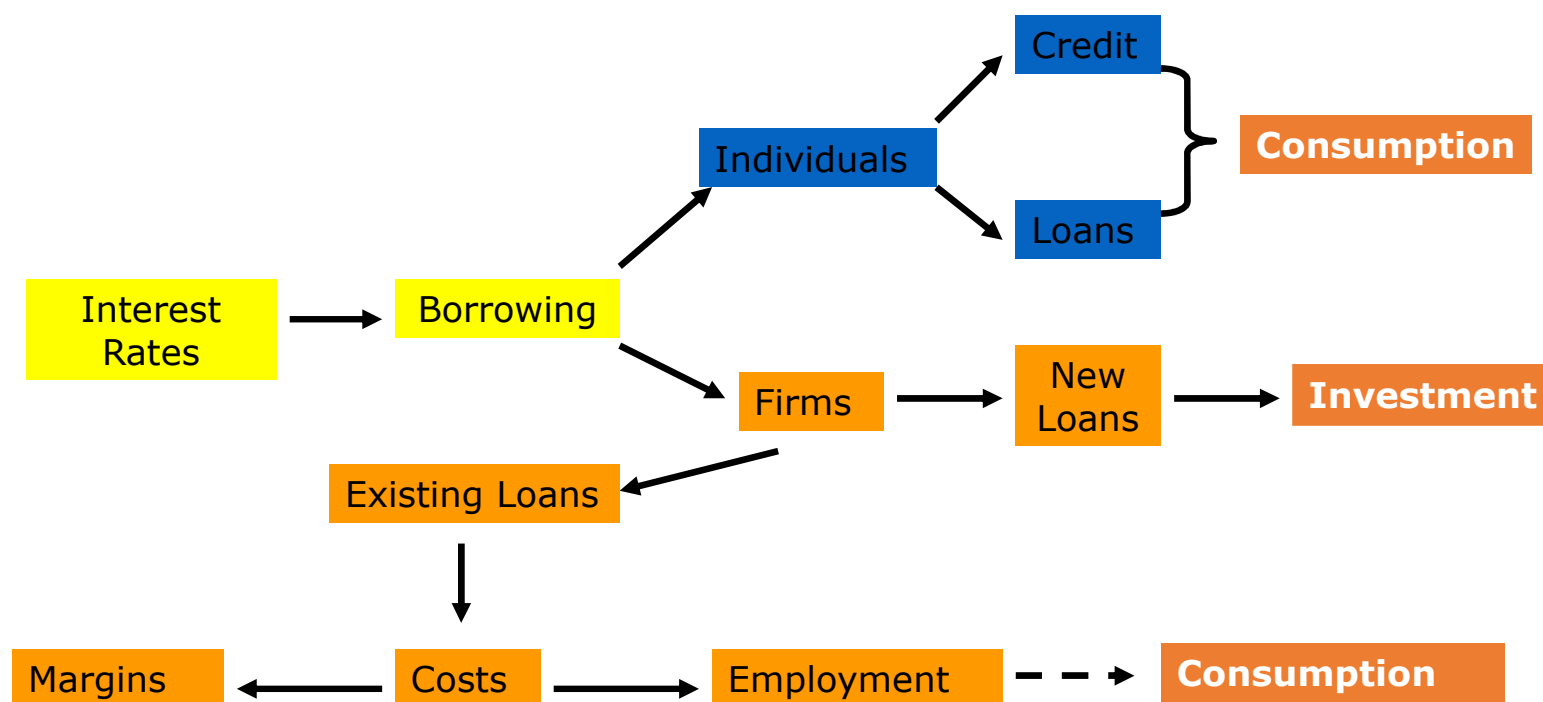 Credit
Individuals
Consumption
Loans
Interest
Rates
Borrowing
Firms
New
Loans
Investment
Existing Loans
Margins
Costs
Employment
Consumption